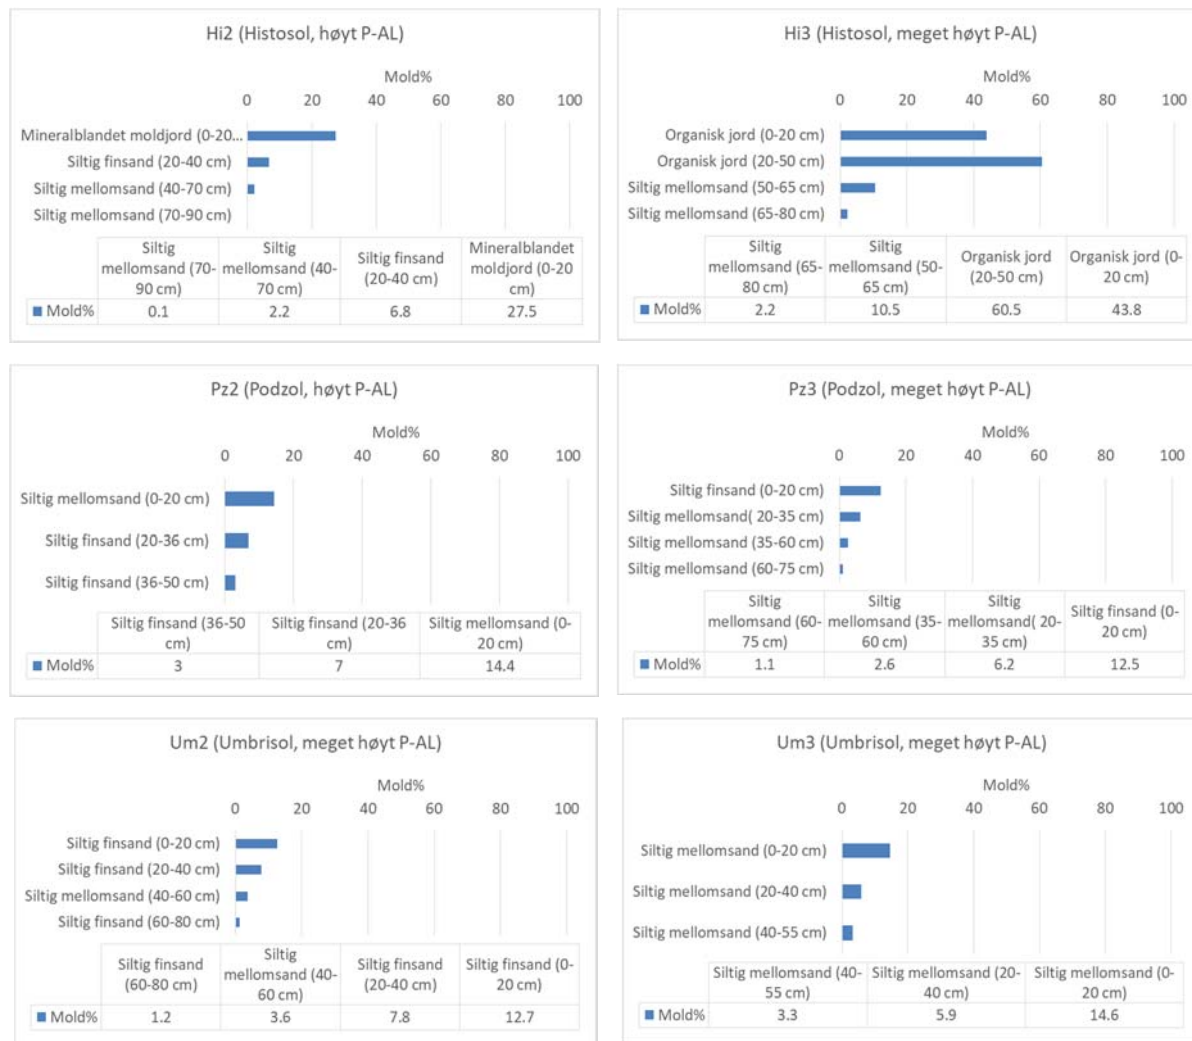 Hi2 (Histosol, høyt P-AL)
Mold%
0 20 40 60 80 100
Mineralblandet moldjord (0-20...
Siltig finsand (20-40 cm)
Siltig mellomsand (40-70 cm)
Siltig mellomsand (70-90 cm)
Siltig mellomsand (70-90 cm) Siltig mellomsand (40-70 cm) Siltig finsand (20-40 cm) Mineralblandet moldjord (0-20 cm)
Mold% 0.1 2.2 6.8 27.5
Hi3 (Histosol, meget høyt P-AL)
Mold%
0 20 40 60 80 100
Organisk jord (0-20 cm)
Organisk jord (20-50 cm)
Siltig mellomsand (50-65 cm)
Siltig mellomsand (65-80 cm)
Siltig mellomsand (65-80 cm) Siltig mellomsand (50-65 cm) Organisk jord (20-50 cm) Organisk jord (0-20 cm)
Mold% 2.2 10.5 60.5 43.8
Pz2 (Podzol, høyt P-AL)
Mold%
0 20 40 60 80 100
Siltig mellomsand (0-20 cm)
Siltig finsand (20-36 cm)
Siltig finsand (36-50 cm)
Siltig finsand (36-50 cm) Siltig finsand (20-36 cm) Siltig mellomsand (0-20 cm)
Mold% 3 7 14.4
Pz3 (Podzol, meget høyt P-AL)
Mold%
0 20 40 60 80 100
Siltig finsand (0-20 cm)
Siltig mellomsand( 20-35 cm)
Siltig mellomsand (35-60 cm)
Siltig mellomsand (60-75 cm)
Siltig mellomsand (60-75 cm) Siltig mellomsand (35-60 cm) Siltig mellomsand( 20-35 cm) Siltig finsand (0-20 cm)
Mold% 1.1 2.6 6.2 12.5
Um2 (Umbrisol, meget høyt P-AL)
Mold%
0 20 40 60 80 100
Siltig finsand (0-20 cm)
Siltig finsand (20-40 cm)
Siltig mellomsand (40-60 cm)
Siltig finsand (60-80 cm)
Siltig finsand (60-80 cm) Siltig mellomsand (40-60 cm) Siltig finsand (20-40 cm) Siltig finsand (0-20 cm)
Mold% 1.2 3.6 7.8 12.7
Um3 (Umbrisol, meget høyt P-AL)
Mold%
0 20 40 60 80 100
Siltig mellomsand (0-20 cm)
Siltig mellomsand (20-40 cm)
Siltig mellomsand (40-55 cm)
Siltig mellomsand (40-55 cm) Siltig mellomsand (20-40 cm) Siltig mellomsand (0-20 cm)
Mold% 3.3 5.9 14.6